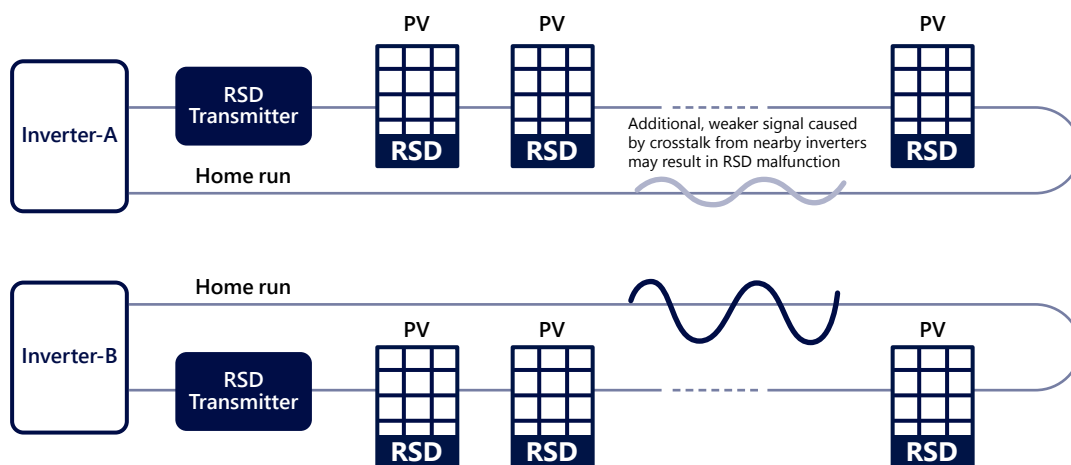 PV
PV
PV
Inverter-A
RSD
Transmitter
RSD
RSD
RSD
Additional, weaker signal caused
by crosstalk from nearby inverters
may result in RSD malfunction
Home run
Home run
Inverter-B
PV
PV
PV
RSD
Transmitter
RSD
RSD
RSD